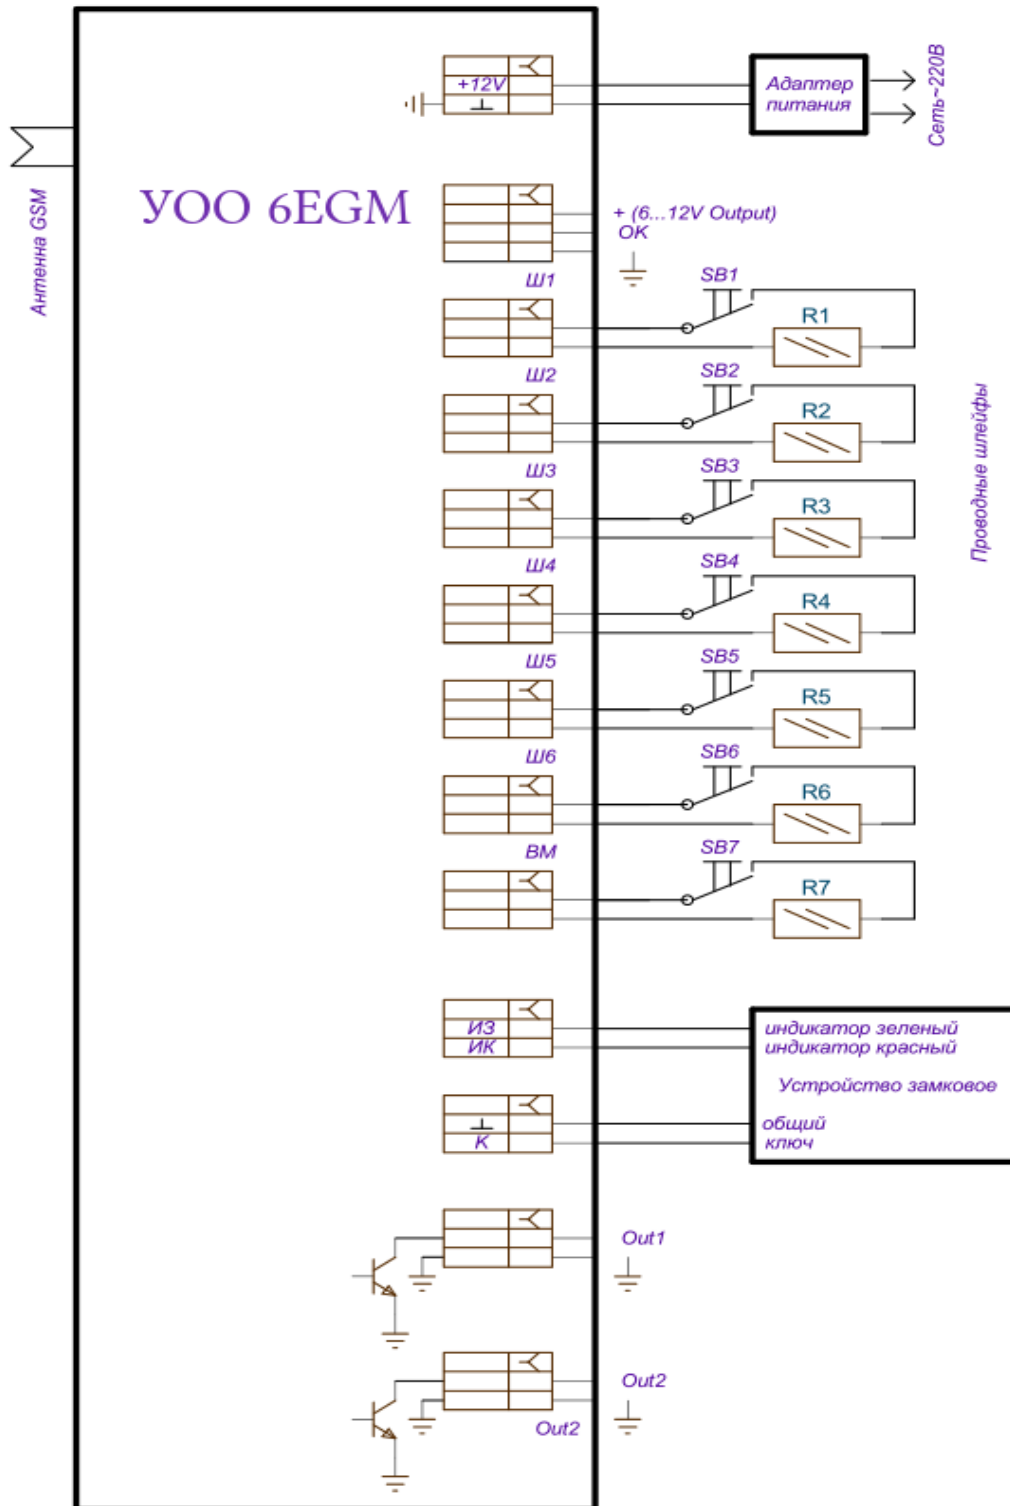 +12V
Адаптер
питания
Сеть~220В
Антенна GSM
УОО 6EGM
+ (6...12V Output)
OK
Ш1
SB1
R1
Ш2
SB2
R2
Ш3
SB3
R3
Ш4
SB4
R4
Ш5
SB5
R5
Ш6
SB6
R6
ВМ
SB7
R7
Проводные шлейфы
ИЗ
ИК
индикатор зеленый
индикатор красный
Устройство замковое
общий
ключ
К
Out1
Out2
Out2